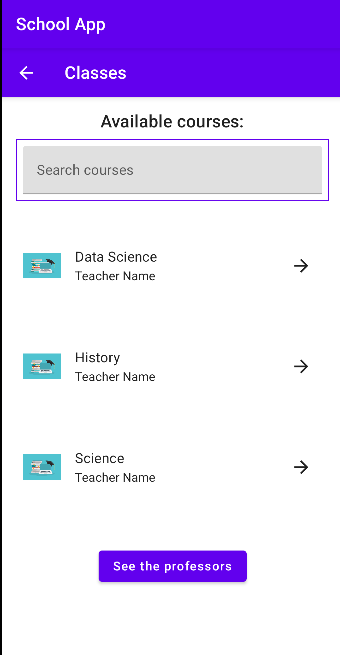 School App
Classes
Available courses:
Search courses
Data Science
Teacher Name
History
Teacher Name
Science
Teacher Name
See the professors